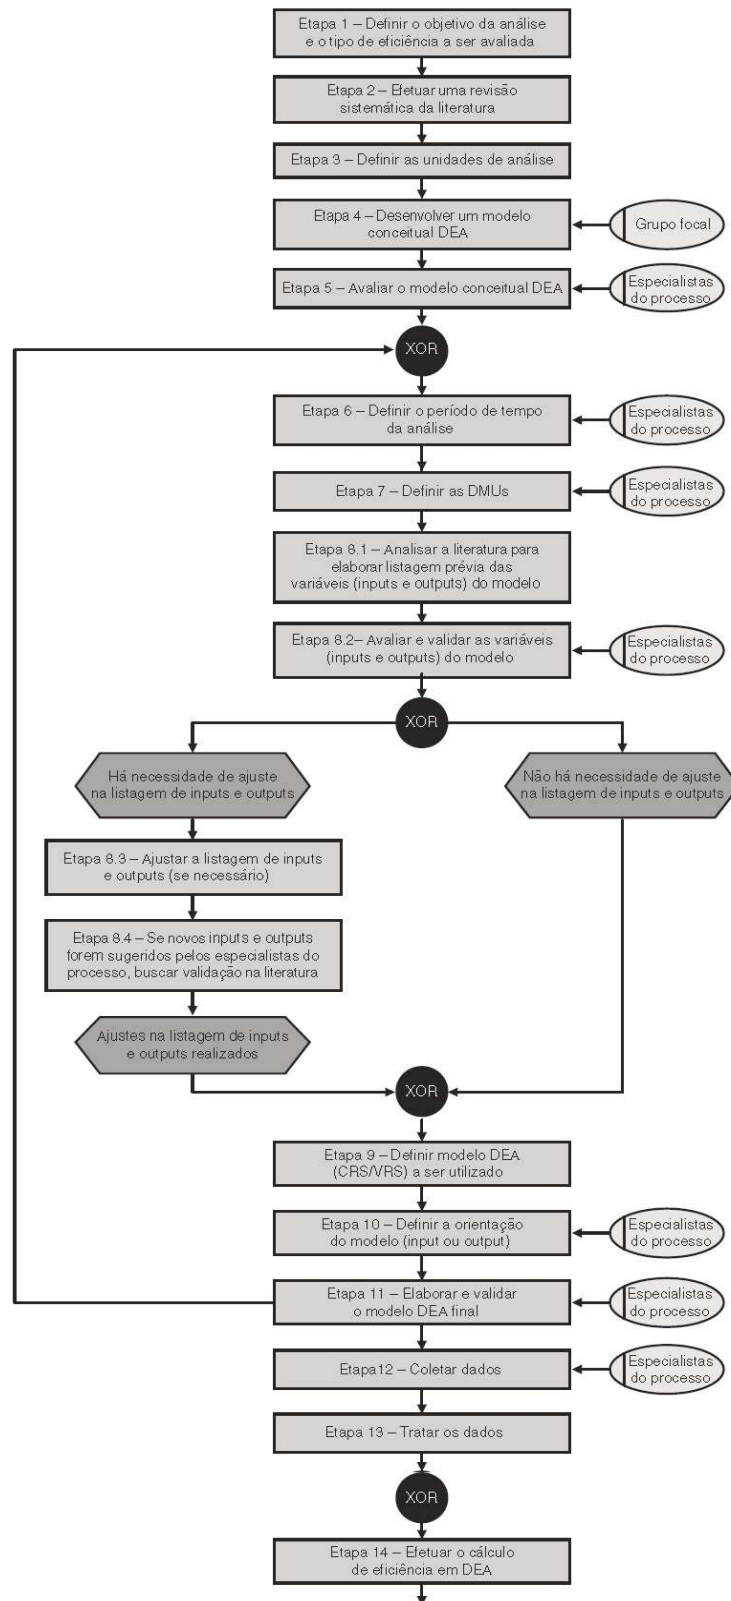 Etapa 1 – Definir o objetivo da análise
e o tipo de eficiência a ser avaliada
Etapa 2 – Efetuar uma revisão
sistemática da literatura
Etapa 3 – Definir as unidades de análise
Etapa 4 – Desenvolver um modelo
conceitual DEA
Grupo focal
Etapa 5 – Avaliar o modelo conceitual DEA
Especialistas
do processo
XOR
Etapa 6 – Definir o período de tempo
da análise
Especialistas
do processo
Etapa 7 – Definir as DMUs
Especialistas
do processo
Etapa 8.1 – Analisar a literatura para
elaborar listagem prévia das
variáveis (inputs e outputs) do modelo
Etapa 8.2– Avaliar e validar as variáveis
(inputs e outputs) do modelo
Especialistas
do processo
XOR
Há necessidade de ajuste
na listagem de inputs e outputs
Não há necessidade de ajuste
na listagem de inputs e outputs
Etapa 8.3 – Ajustar a listagem de inputs
e outputs (se necessário)
Etapa 8.4 – Se novos inputs e outputs
forem sugeridos pelos especialistas do
processo, buscar validação na literatura
Ajustes na listagem de inputs
e outputs realizados
XOR
Etapa 9 – Definir modelo DEA
(CRS/VRS) a ser utilizado
Etapa 10 – Definir a orientação
do modelo (input ou output)
Especialistas
do processo
Etapa 11 – Elaborar e validar
o modelo DEA final
Especialistas
do processo
Etapa12 – Coletar dados
Especialistas
do processo
Etapa 13 – Tratar os dados
XOR
Etapa 14 – Efetuar o cálculo
de eficiência em DEA